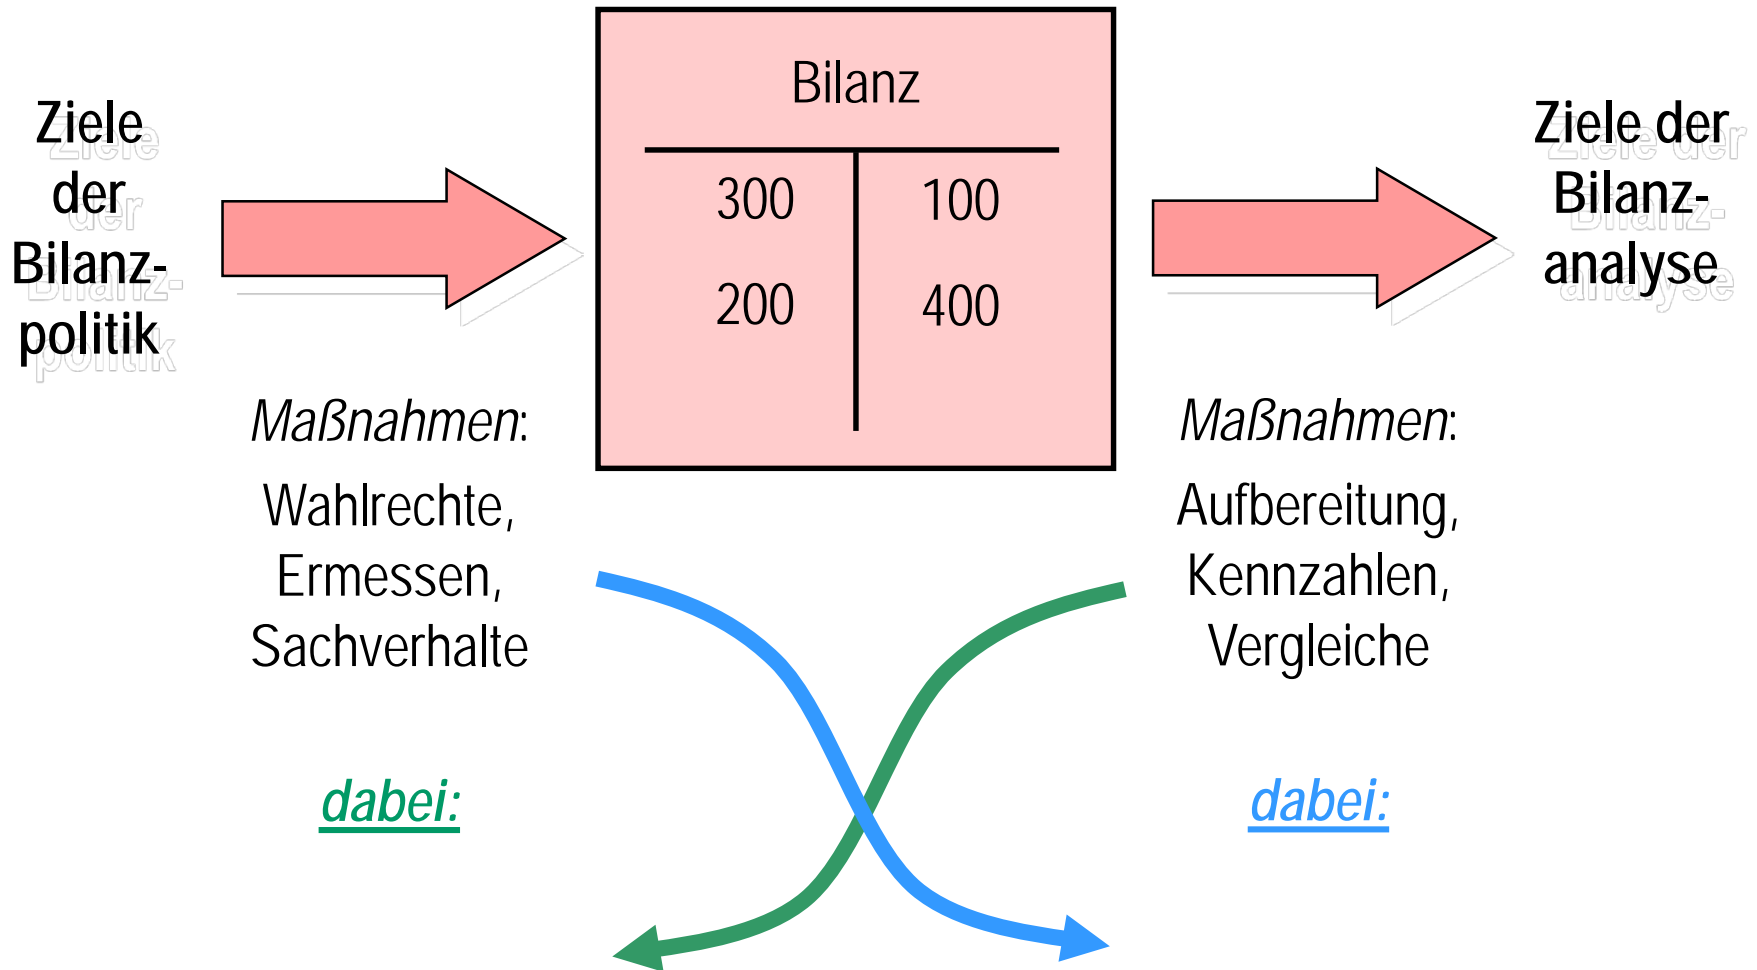 Ziele
der
Bilanz-
politik
Bilanz
300 100
200 400
Ziele der
Bilanz-
analyse
Maßnahmen:
Wahlrechte,
Ermessen,
Sachverhalte
dabei:
Maßnahmen:
Aufbereitung,
Kennzahlen,
Vergleiche
dabei: